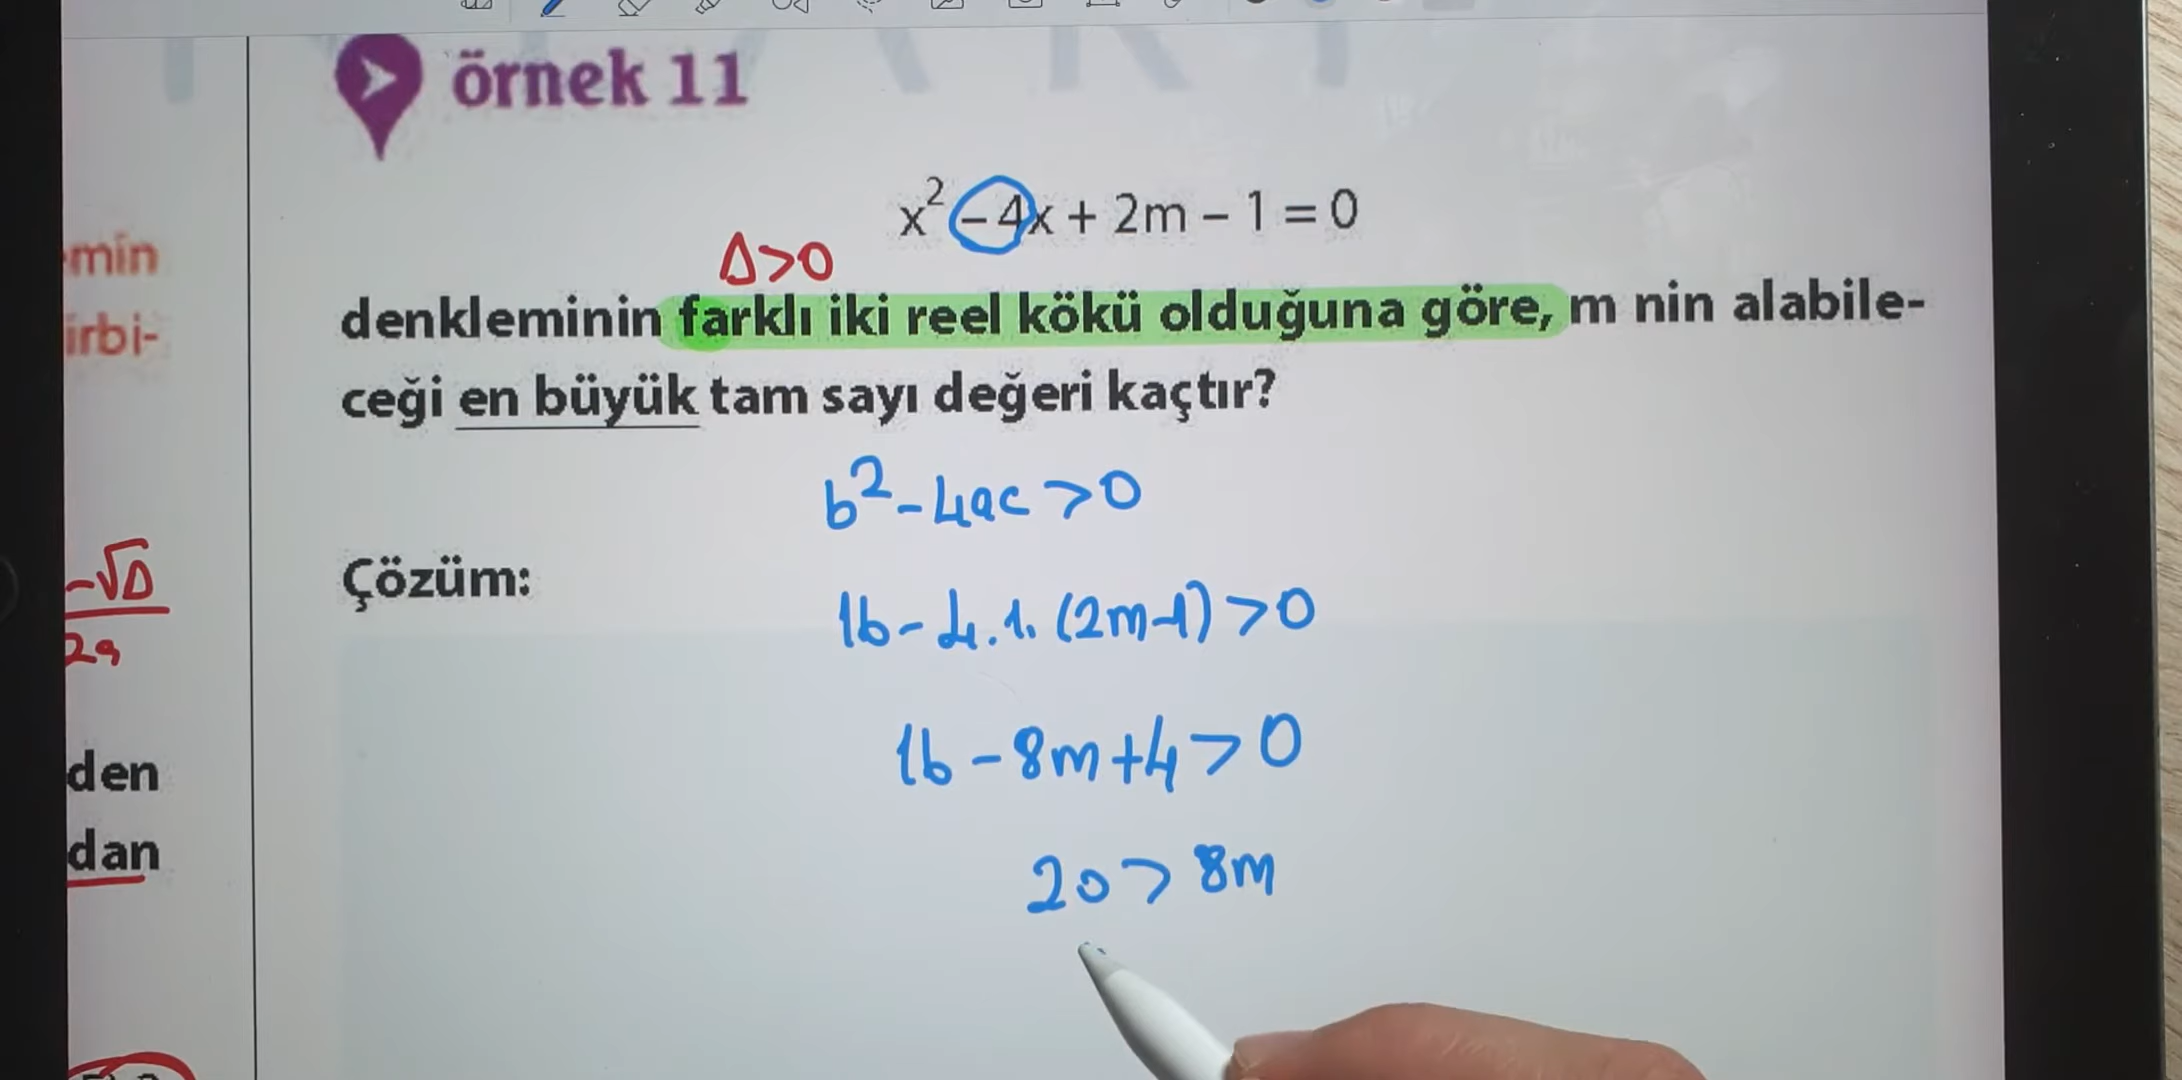 örnek 11
x² – 4x + 2m – 1 = 0
Δ>0
denkleminin farklı iki reel kökü olduğuna göre, m nin alabile-
ceği en büyük tam sayı değeri kaçtır?
b² - 4ac > 0
Çözüm:
16 - 4.1.(2m-1) > 0
16 - 8m + 4 > 0
20 > 8m
min
irbi-
-√Δ
2a
den
dan